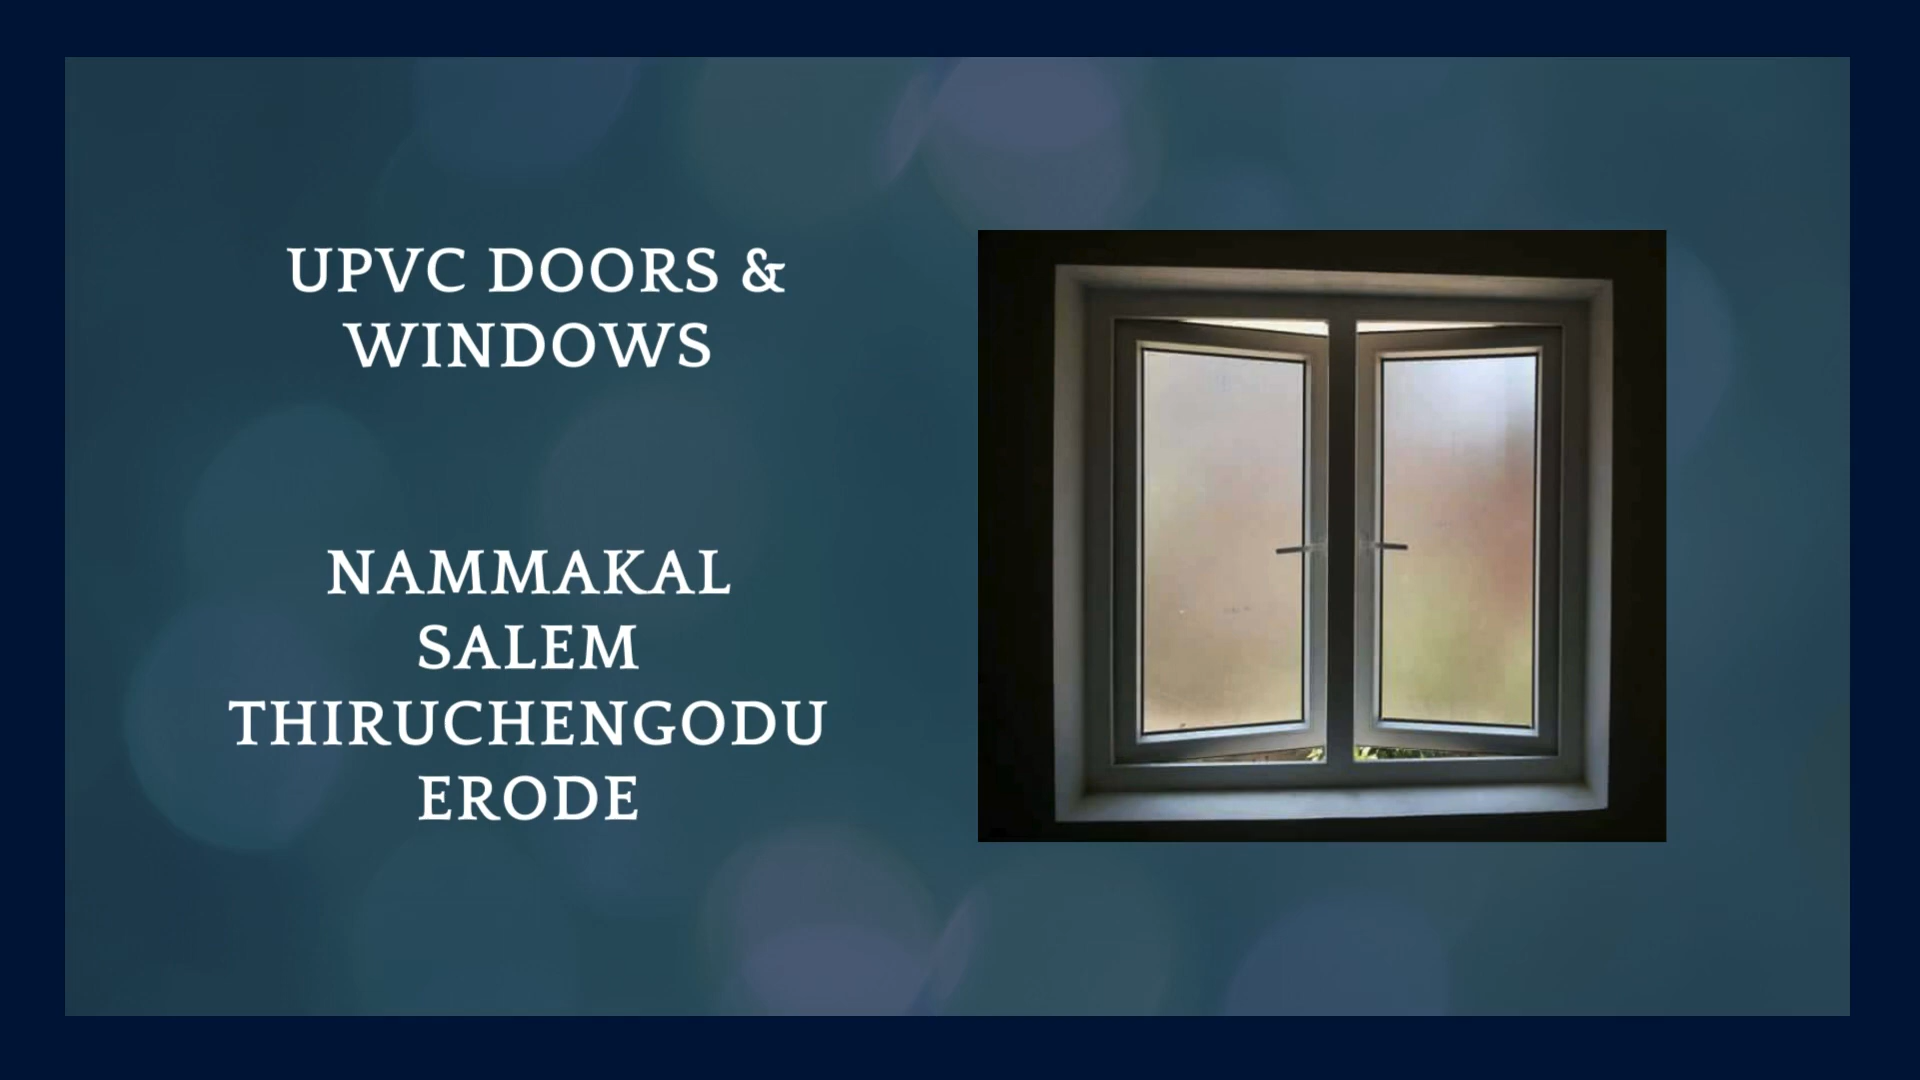 UPVC DOORS &
WINDOWS
NAMMAKAL
SALEM
THIRUCHENGODU
ERODE